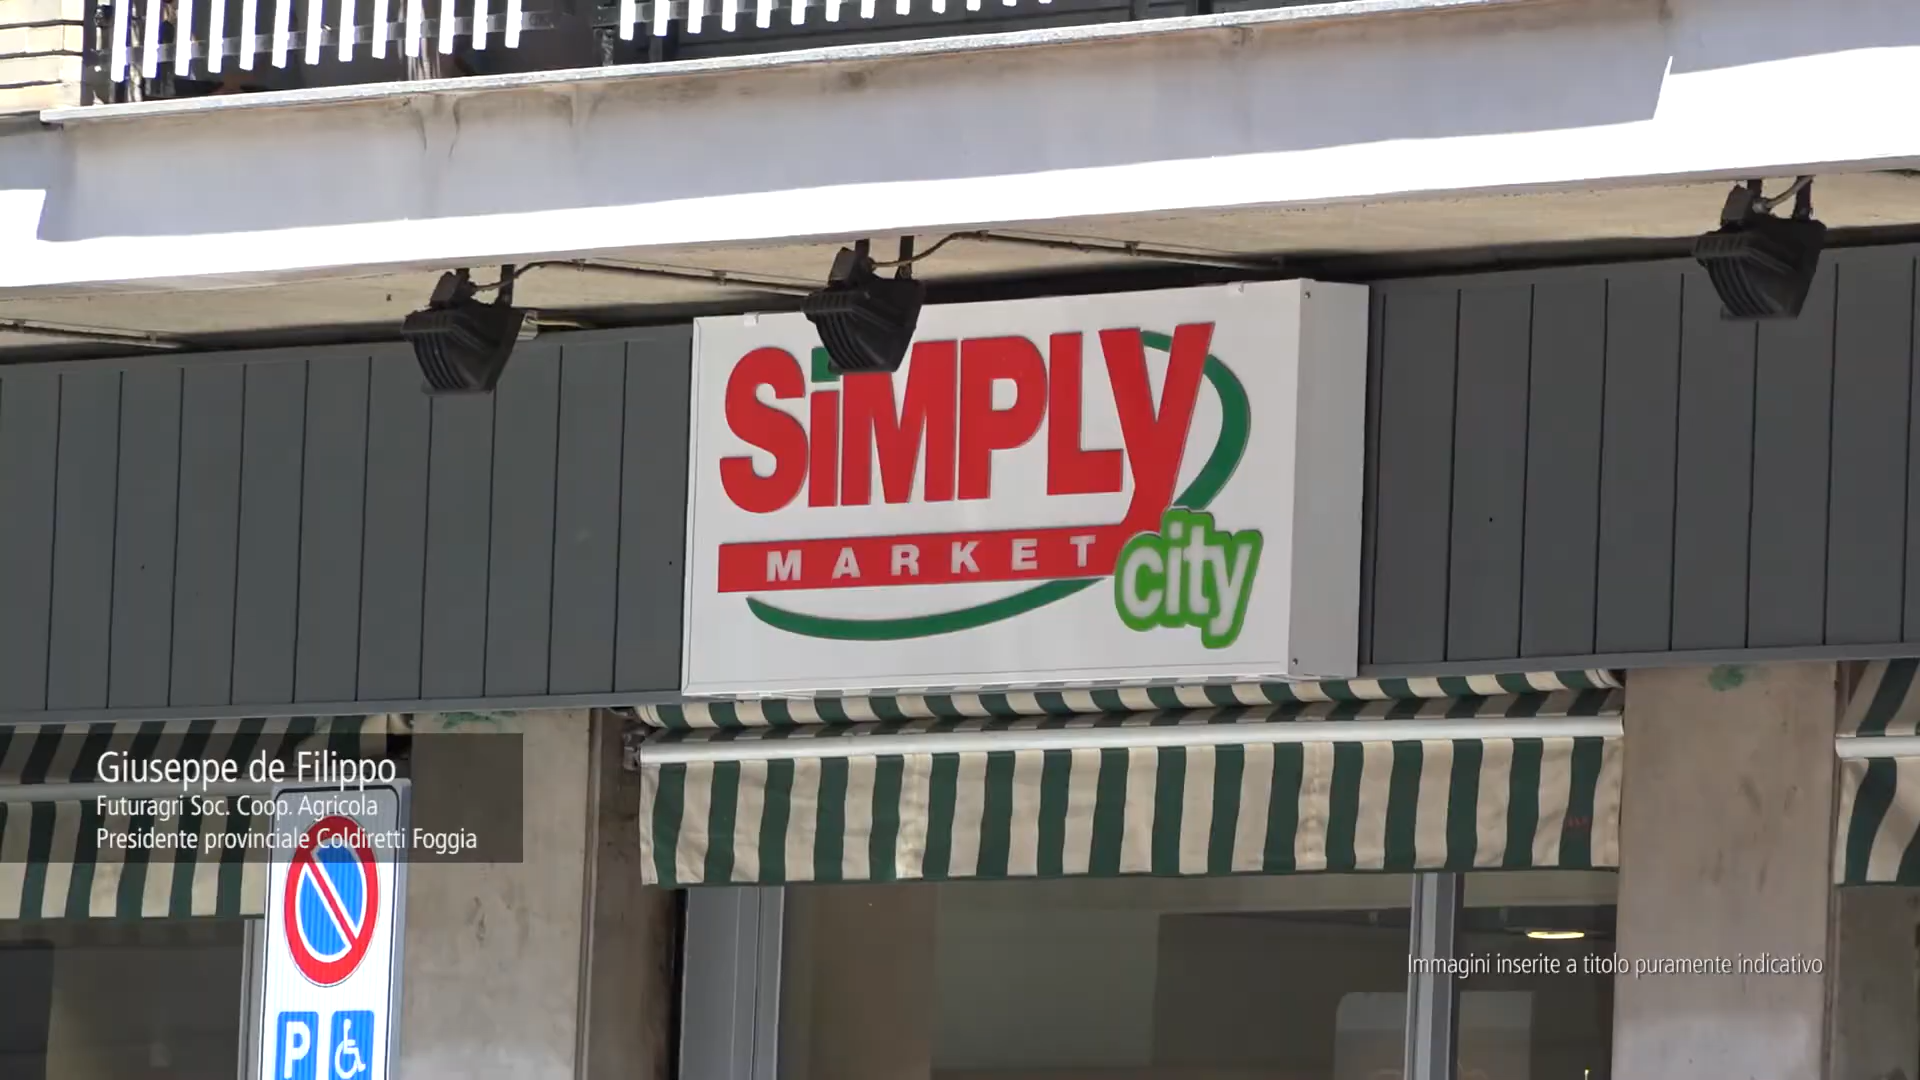 SiMPLY
MARKET
city
Giuseppe de Filippo
Futuragri Soc. Coop. Agricola
Presidente provinciale Coldiretti Foggia
Immagini inserite a titolo puramente indicativo
P